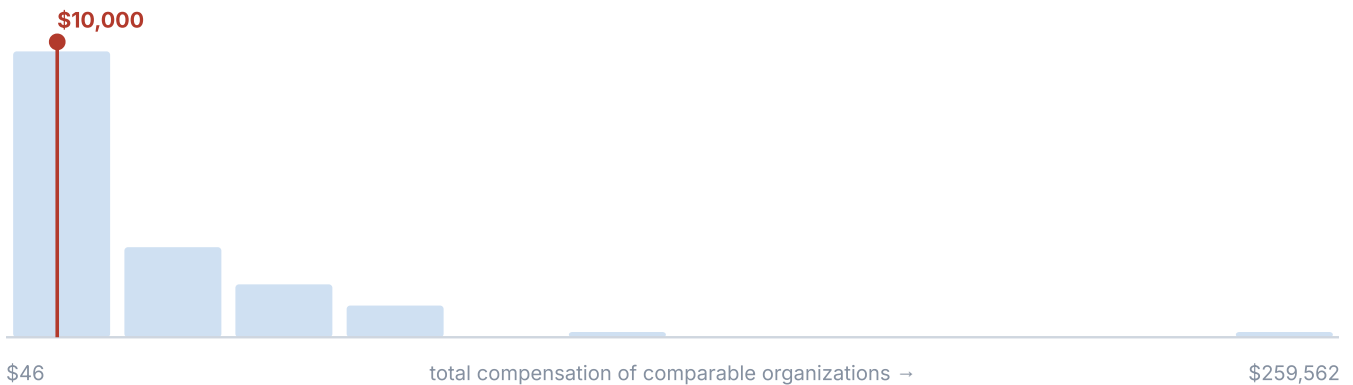 $10,000
$46 total compensation of comparable organizations → $259,562